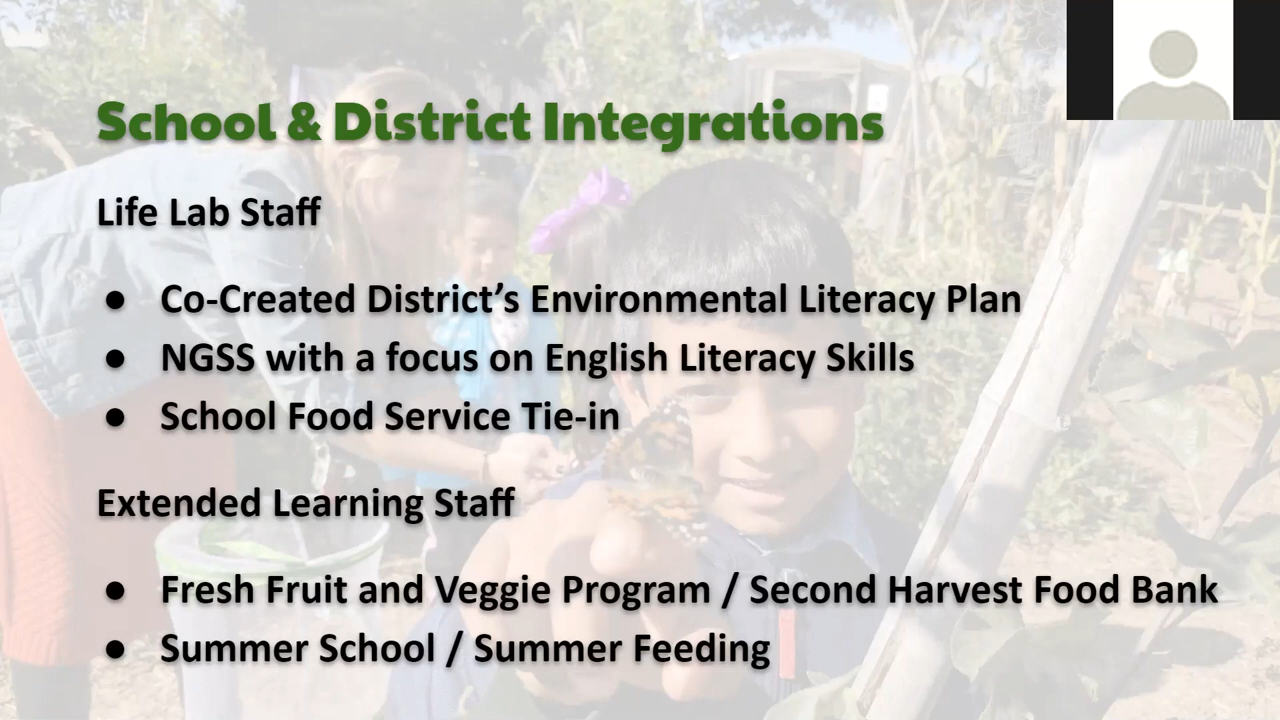 School & District Integrations
Life Lab Staff
● Co-Created District’s Environmental Literacy Plan
● NGSS with a focus on English Literacy Skills
● School Food Service Tie-in
Extended Learning Staff
● Fresh Fruit and Veggie Program / Second Harvest Food Bank
● Summer School / Summer Feeding